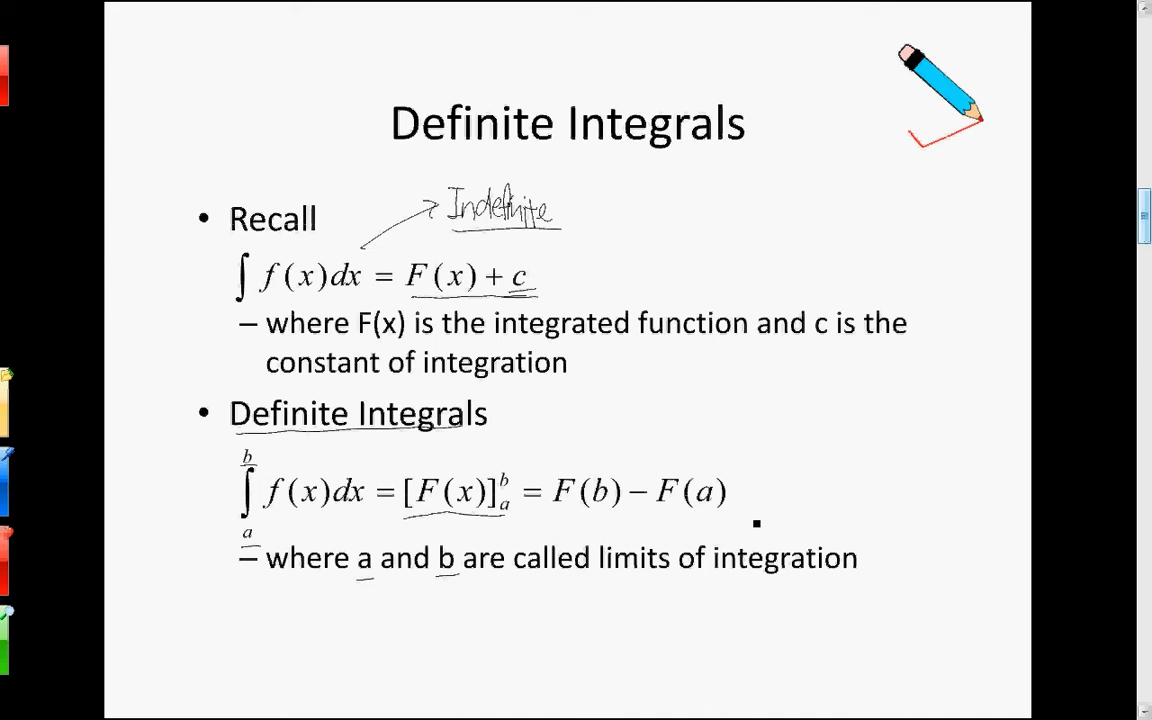 Definite Integrals
• Recall
Indefinite
∫ f(x)dx = F(x) + c
– where F(x) is the integrated function and c is the
constant of integration
• Definite Integrals
∫ₐᵇ f(x)dx = [F(x)]ₐᵇ = F(b) − F(a)
– where a and b are called limits of integration